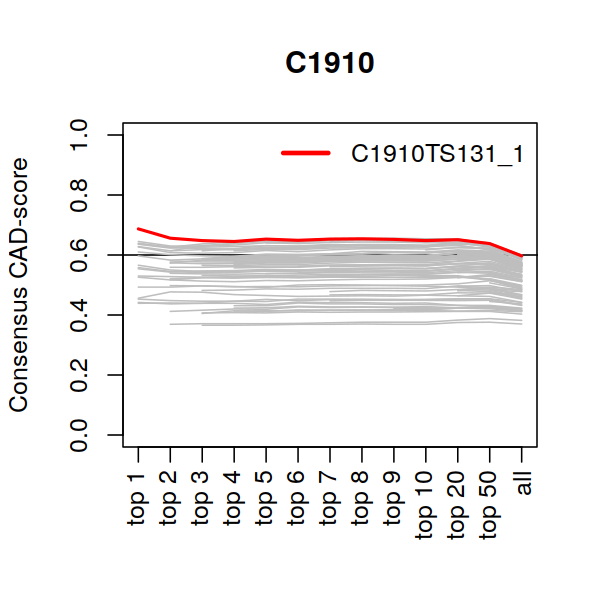 C1910
C1910TS131_1
Consensus CAD-score
1.0
0.8
0.6
0.4
0.2
0.0
top 1
top 2
top 3
top 4
top 5
top 6
top 7
top 8
top 9
top 10
top 20
top 50
all